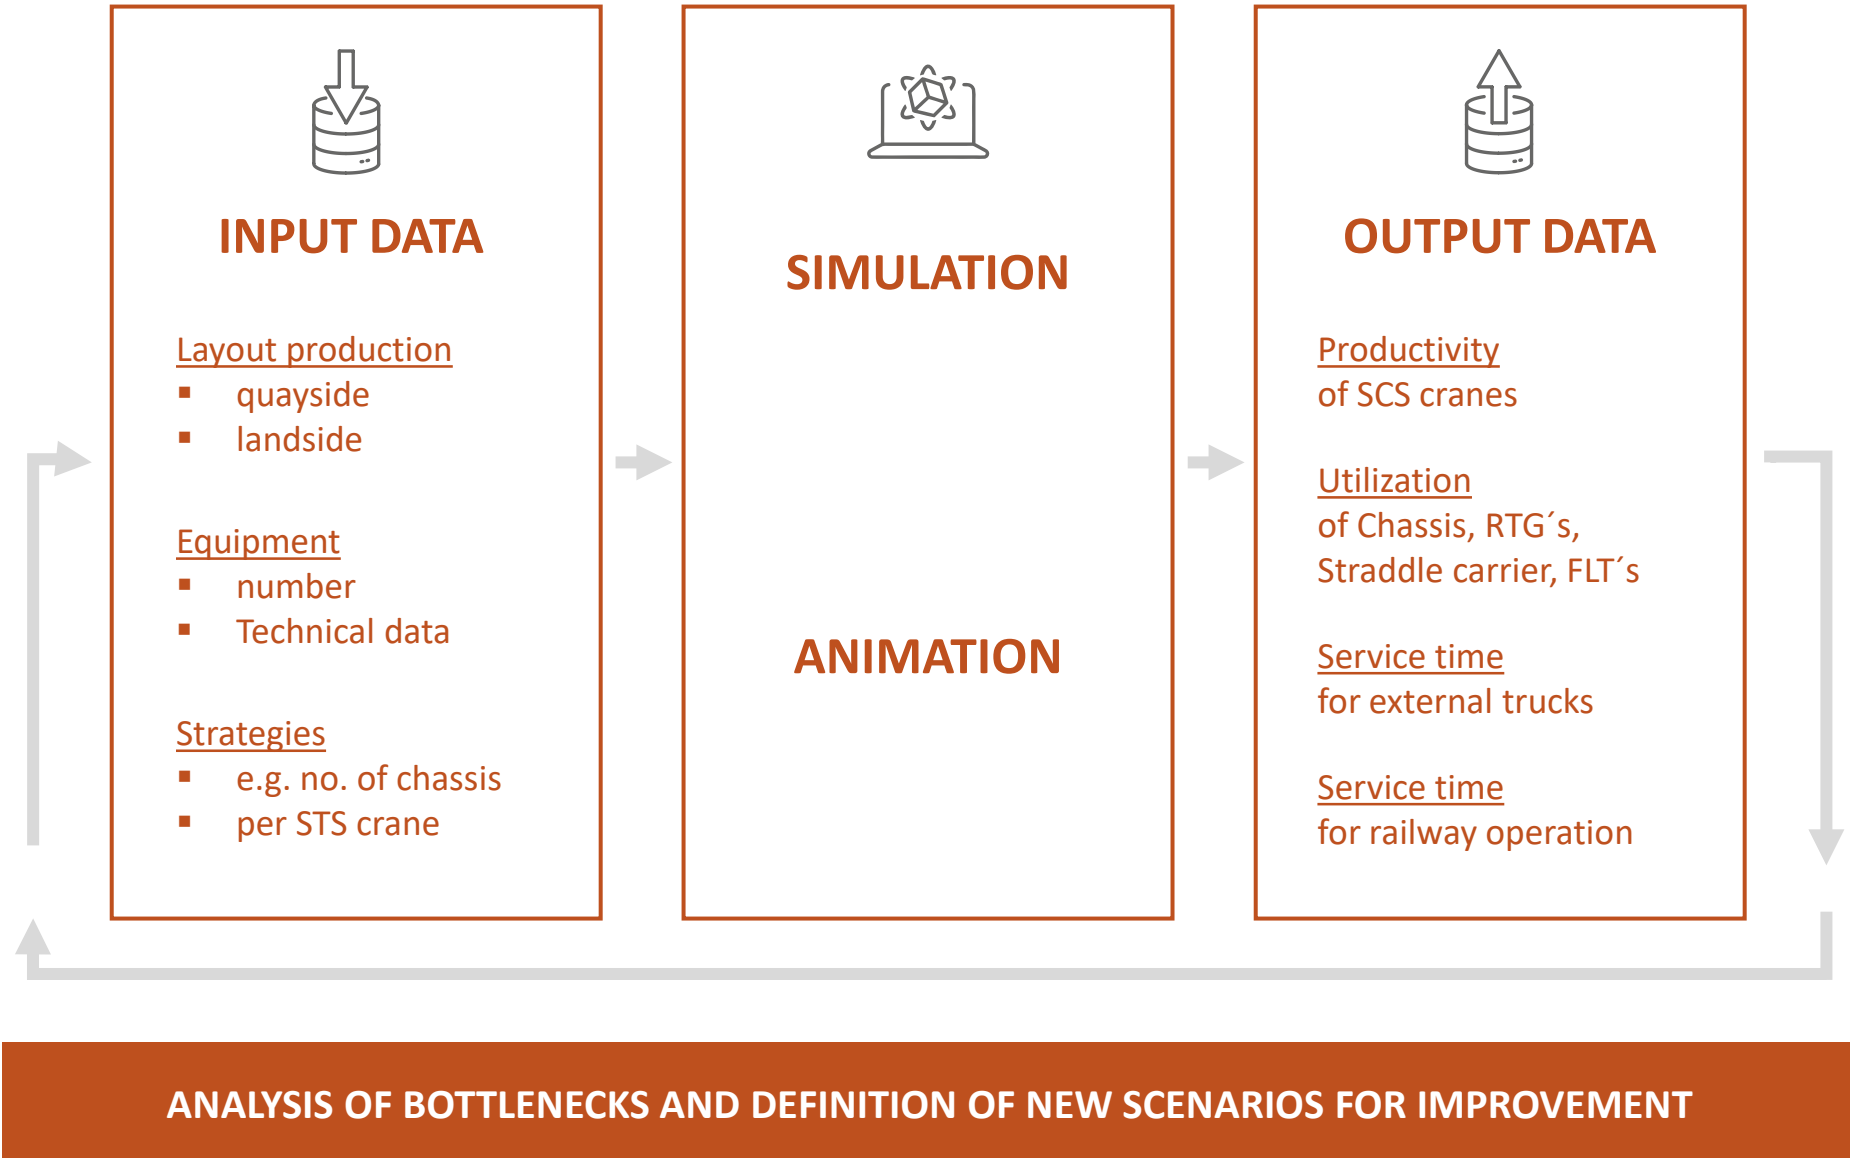 INPUT DATA
Layout production
▪ quayside
▪ landside
Equipment
▪ number
▪ Technical data
Strategies
▪ e.g. no. of chassis
▪ per STS crane
SIMULATION
ANIMATION
OUTPUT DATA
Productivity
of SCS cranes
Utilization
of Chassis, RTG´s,
Straddle carrier, FLT´s
Service time
for external trucks
Service time
for railway operation
ANALYSIS OF BOTTLENECKS AND DEFINITION OF NEW SCENARIOS FOR IMPROVEMENT